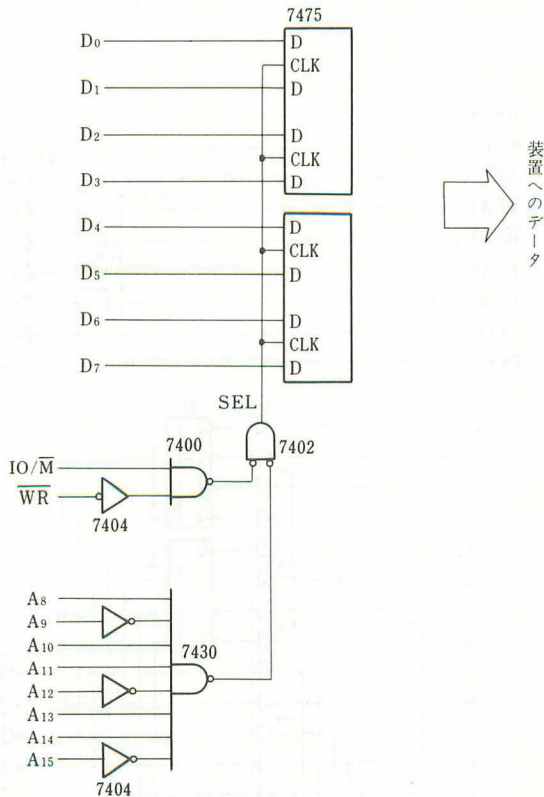 7475
D₀
D
CLK
D₁
D
D₂
D
CLK
D₃
D
D₄
D
CLK
D₅
D
D₆
D
CLK
D₇
D
装置へのデータ
SEL
7400
7402
IO/M̅
W̅R̅
7404
A₈
A₉
A₁₀
7430
A₁₁
A₁₂
A₁₃
A₁₄
A₁₅
7404